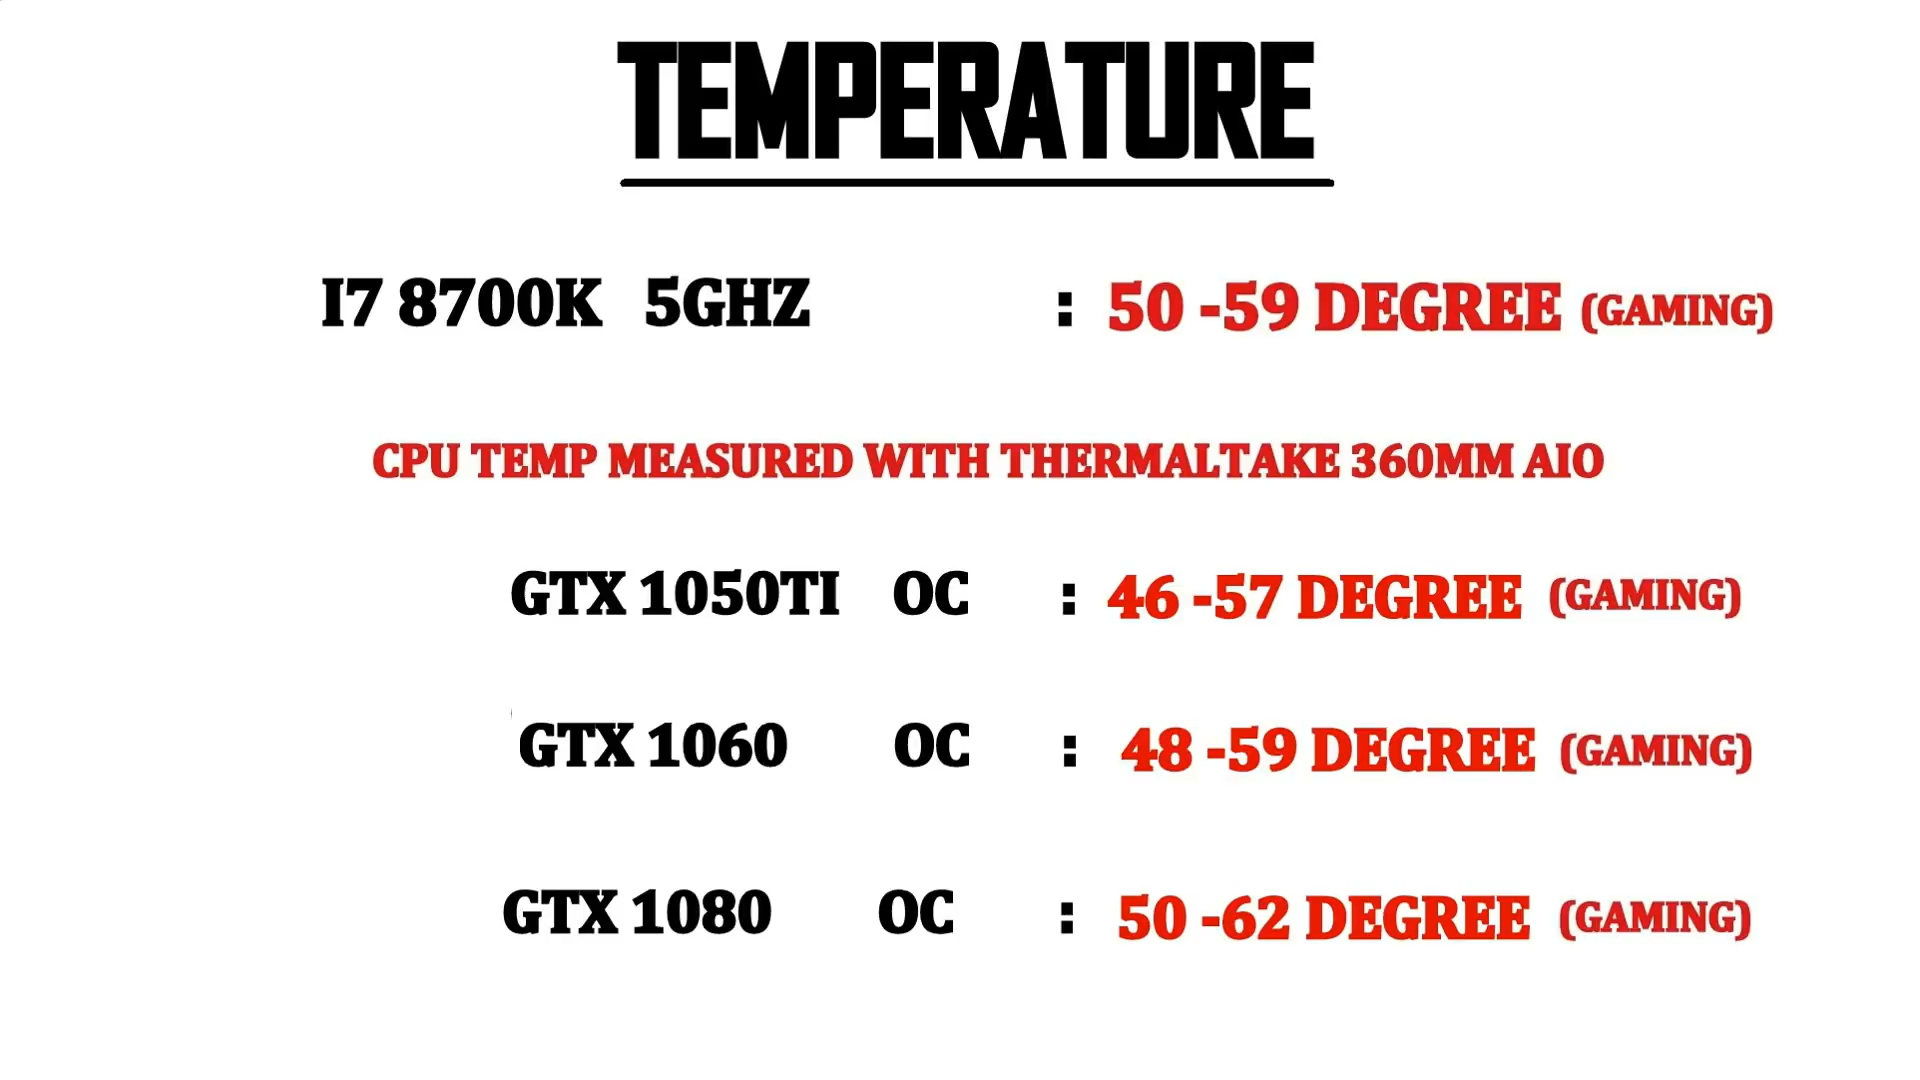 TEMPERATURE
I7 8700K 5GHZ : 50 -59 DEGREE (GAMING)
CPU TEMP MEASURED WITH THERMALTAKE 360MM AIO
GTX 1050TI OC : 46 -57 DEGREE (GAMING)
GTX 1060 OC : 48 -59 DEGREE (GAMING)
GTX 1080 OC : 50 -62 DEGREE (GAMING)